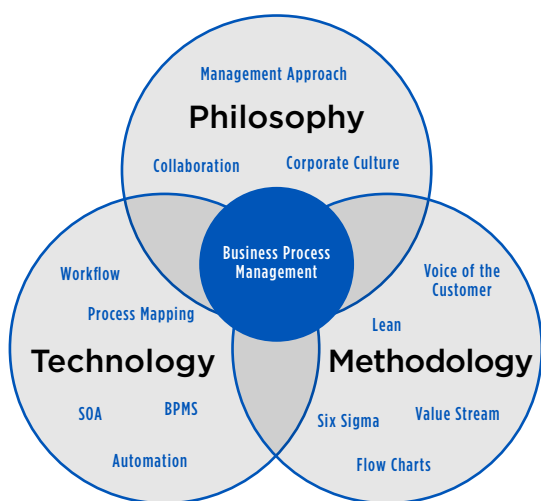 Management Approach
Philosophy
Collaboration
Corporate Culture
Business Process
Management
Workflow
Process Mapping
Technology
SOA
BPMS
Automation
Voice of the
Customer
Lean
Methodology
Six Sigma
Value Stream
Flow Charts